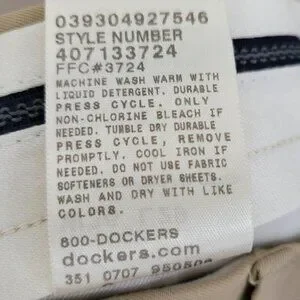 039304927546
STYLE NUMBER
407133724
FFC#3724
MACHINE WASH WARM WITH
LIQUID DETERGENT. DURABLE
PRESS CYCLE. ONLY
NON-CHLORINE BLEACH IF
NEEDED. TUMBLE DRY DURABLE
PRESS CYCLE, REMOVE
PROMPTLY. COOL IRON IF
NEEDED. DO NOT USE FABRIC
SOFTENERS OR DRYER SHEETS.
WASH AND DRY WITH LIKE
COLORS.
800-DOCKERS
dockers.com
351 0707